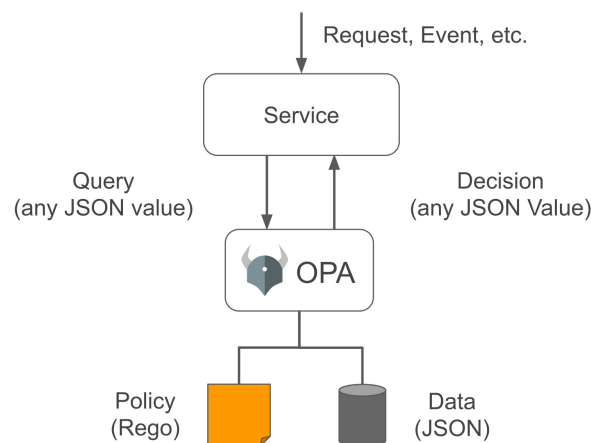 Request, Event, etc.
Service
Query
(any JSON value)
Decision
(any JSON Value)
OPA
Policy
(Rego)
Data
(JSON)